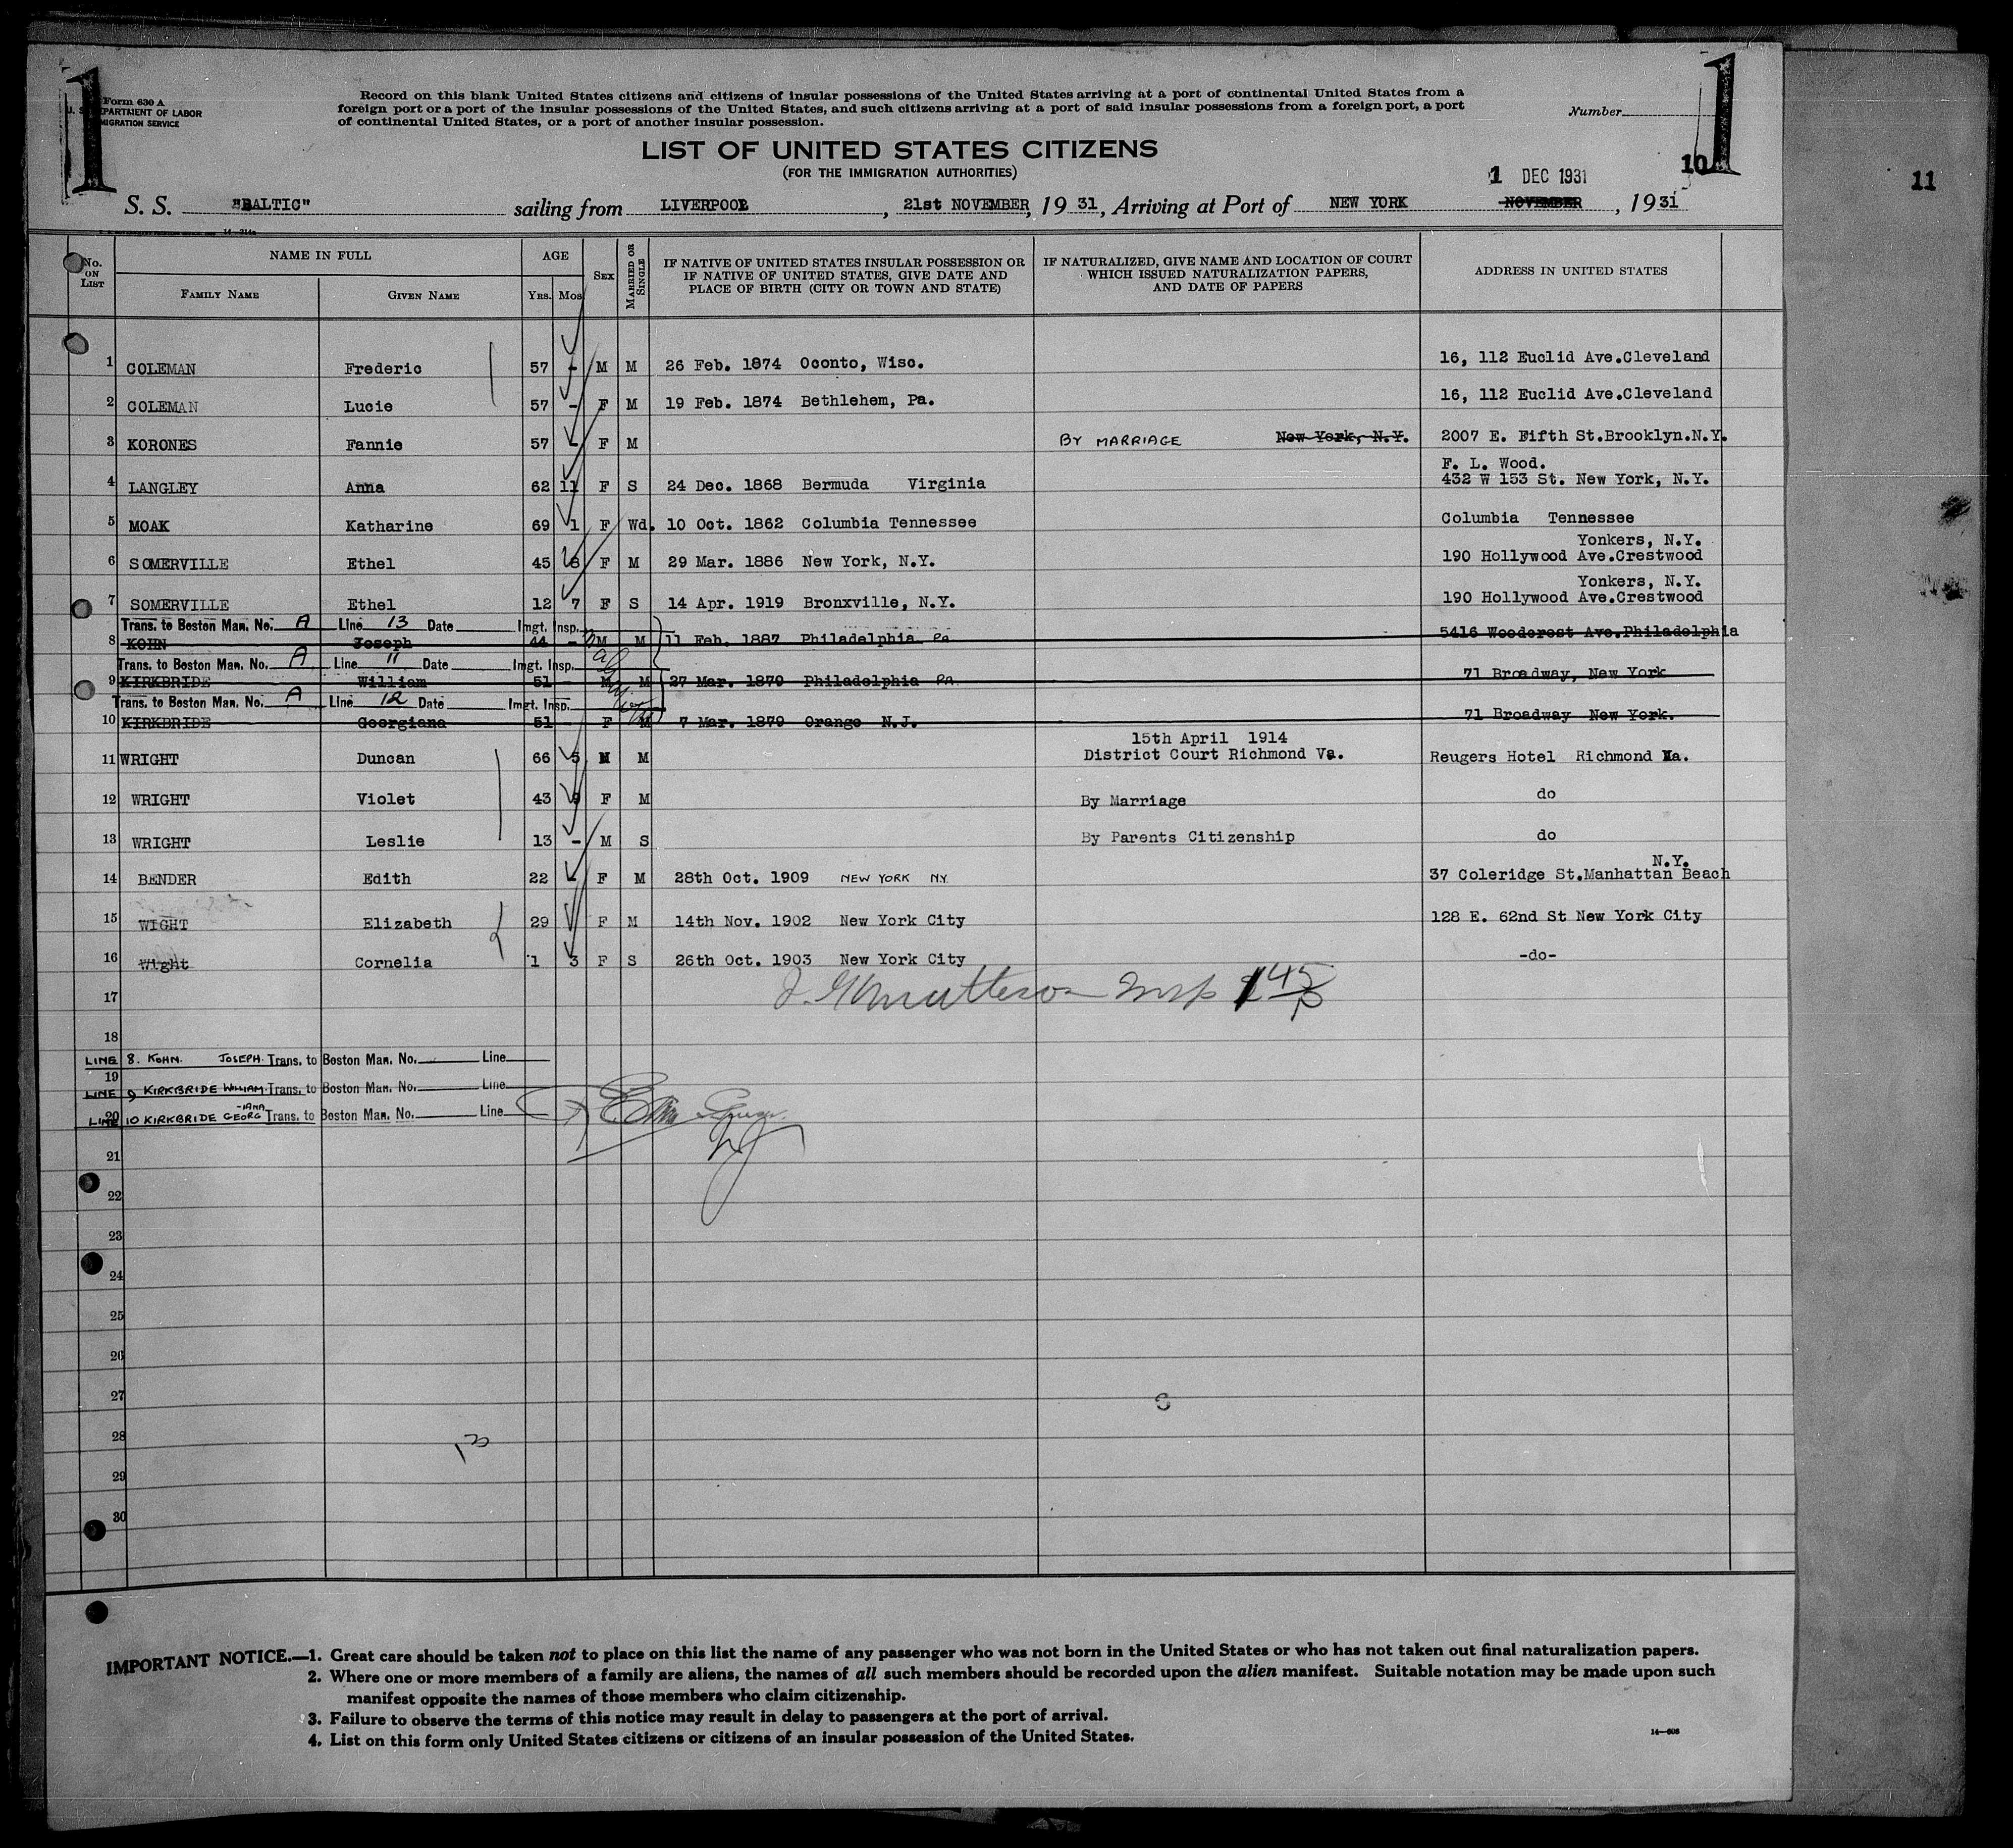 1
1
Form 630 A
U. S. DEPARTMENT OF LABOR
IMMIGRATION SERVICE
Record on this blank United States citizens and citizens of insular possessions of the United States arriving at a port of continental United States from a
foreign port or a port of the insular possessions of the United States, and such citizens arriving at a port of said insular possessions from a foreign port, a port
of continental United States, or a port of another insular possession.
Number
LIST OF UNITED STATES CITIZENS
(FOR THE IMMIGRATION AUTHORITIES)
10
11
1 DEC 1931
S. S. "BALTIC" sailing from LIVERPOOL, 21st NOVEMBER, 1931, Arriving at Port of NEW YORK NOVEMBER, 1931
No. ON LIST
NAME IN FULL
FAMILY NAME GIVEN NAME
AGE
YRS. MOS
SEX
MARRIED OR SINGLE
IF NATIVE OF UNITED STATES INSULAR POSSESSION OR
IF NATIVE OF UNITED STATES, GIVE DATE AND
PLACE OF BIRTH (CITY OR TOWN AND STATE)
IF NATURALIZED, GIVE NAME AND LOCATION OF COURT
WHICH ISSUED NATURALIZATION PAPERS,
AND DATE OF PAPERS
ADDRESS IN UNITED STATES
1 COLEMAN Frederic 57 - M M 26 Feb. 1874 Oconto, Wisc. 16, 112 Euclid Ave.Cleveland
2 COLEMAN Lucie 57 - F M 19 Feb. 1874 Bethlehem, Pa. 16, 112 Euclid Ave.Cleveland
3 KORONES Fannie 57 - F M BY MARRIAGE New York, N.Y. 2007 E. Fifth St.Brooklyn.N.Y.
F. L. Wood.
4 LANGLEY Anna 62 11 F S 24 Dec. 1868 Bermuda Virginia 432 W 153 St. New York, N.Y.
5 MOAK Katharine 69 1 F Wd. 10 Oct. 1862 Columbia Tennessee Columbia Tennessee
Yonkers, N.Y.
6 SOMERVILLE Ethel 45 8 F M 29 Mar. 1886 New York, N.Y. 190 Hollywood Ave.Crestwood
Yonkers, N.Y.
7 SOMERVILLE Ethel 12 7 F S 14 Apr. 1919 Bronxville, N.Y. 190 Hollywood Ave.Crestwood
Trans. to Boston Man. No. A Line 13 Date Imgt. Insp.
8 KOHN Joseph 44 - M M 11 Feb. 1887 Philadelphia Pa 5416 Woodcrest Ave.Philadelphia
Trans. to Boston Man. No. A Line 11 Date Imgt. Insp.
9 KIRKBRIDE William 51 - M M 27 Mar. 1879 Philadelphia Pa 71 Broadway, New York
Trans. to Boston Man. No. A Line 12 Date Imgt. Insp.
10 KIRKBRIDE Georgiana 51 - F M 7 Mar. 1879 Orange N.J. 71 Broadway New York.
15th April 1914
11 WRIGHT Duncan 66 5 M M District Court Richmond Va. Reugers Hotel Richmond Va.
12 WRIGHT Violet 43 9 F M By Marriage do
13 WRIGHT Leslie 13 - M S By Parents Citizenship do
N.Y.
14 BENDER Edith 22 - F M 28th Oct. 1909 NEW YORK N.Y. 37 Coleridge St.Manhattan Beach
15 WIGHT Elizabeth 29 F M 14th Nov. 1902 New York City 128 E. 62nd St New York City
16 Wight Cornelia 1 3 F S 26th Oct. 1903 New York City -do-
17 Insp 145
18
LINE 8. KOHN. JOSEPH. Trans. to Boston Man. No. Line
19
LINE 9 KIRKBRIDE WILLIAM Trans. to Boston Man. No. Line
20
LINE 10 KIRKBRIDE GEORG-IANA Trans. to Boston Man. No. Line
21
22
23
24
25
26
27
28
13
29
30
IMPORTANT NOTICE.—1. Great care should be taken not to place on this list the name of any passenger who was not born in the United States or who has not taken out final naturalization papers.
2. Where one or more members of a family are aliens, the names of all such members should be recorded upon the alien manifest. Suitable notation may be made upon such
manifest opposite the names of those members who claim citizenship.
3. Failure to observe the terms of this notice may result in delay to passengers at the port of arrival.
4. List on this form only United States citizens or citizens of an insular possession of the United States.